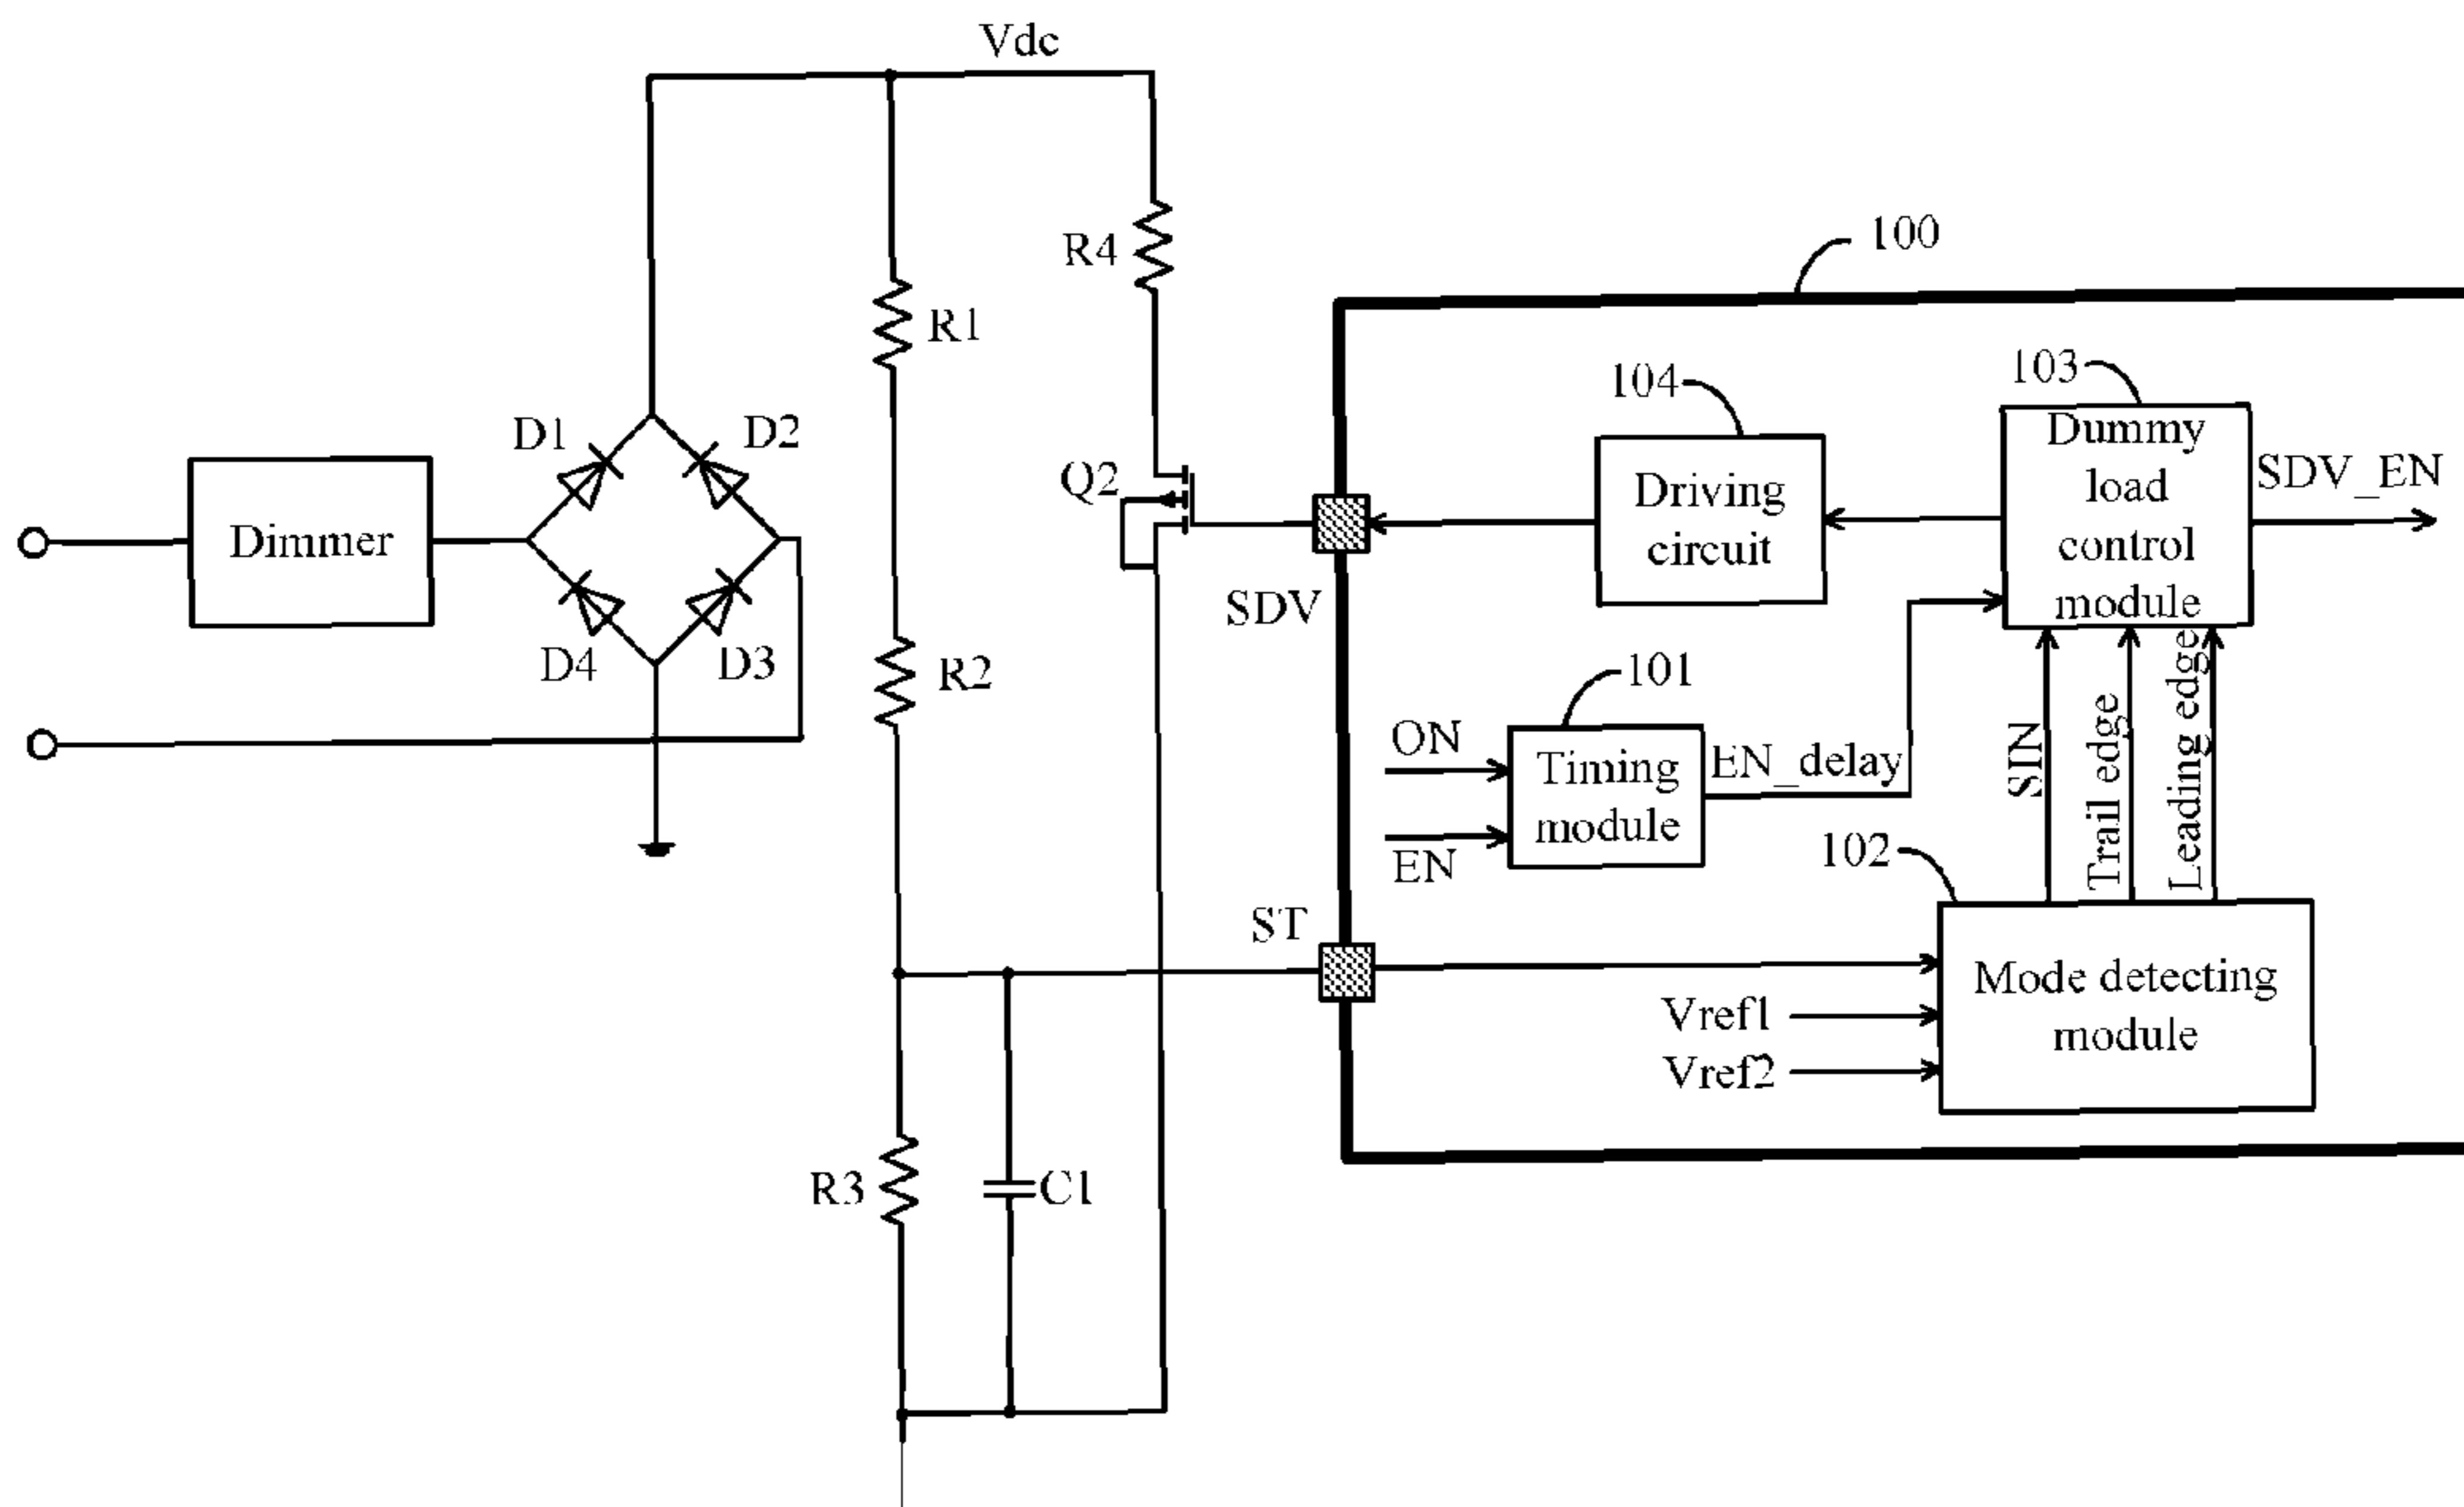 Vdc
R4
R1
100
D1
D2
104
103
Dummy
load
control
module
SDV_EN
Q2
Driving
circuit
Dimmer
SDV
D4
D3
R2
101
ON
Timing
module
EN_delay
EN
SIN
Trail edge
Leading edge
102
ST
Mode detecting
module
Vref1
Vref2
R3
C1